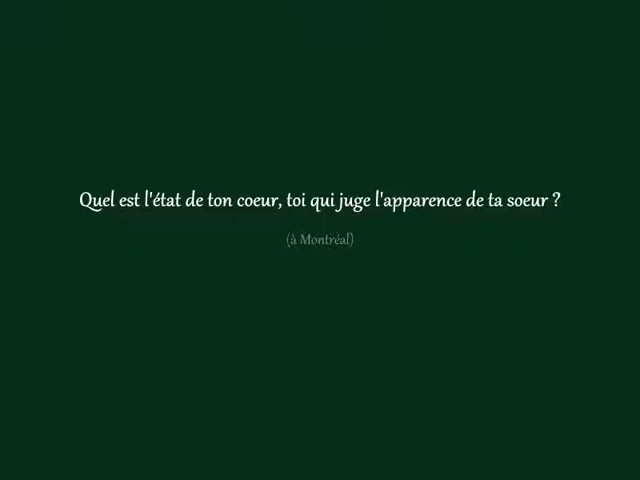 Quel est l'état de ton coeur, toi qui juge l'apparence de ta soeur ?
(à Montréal)